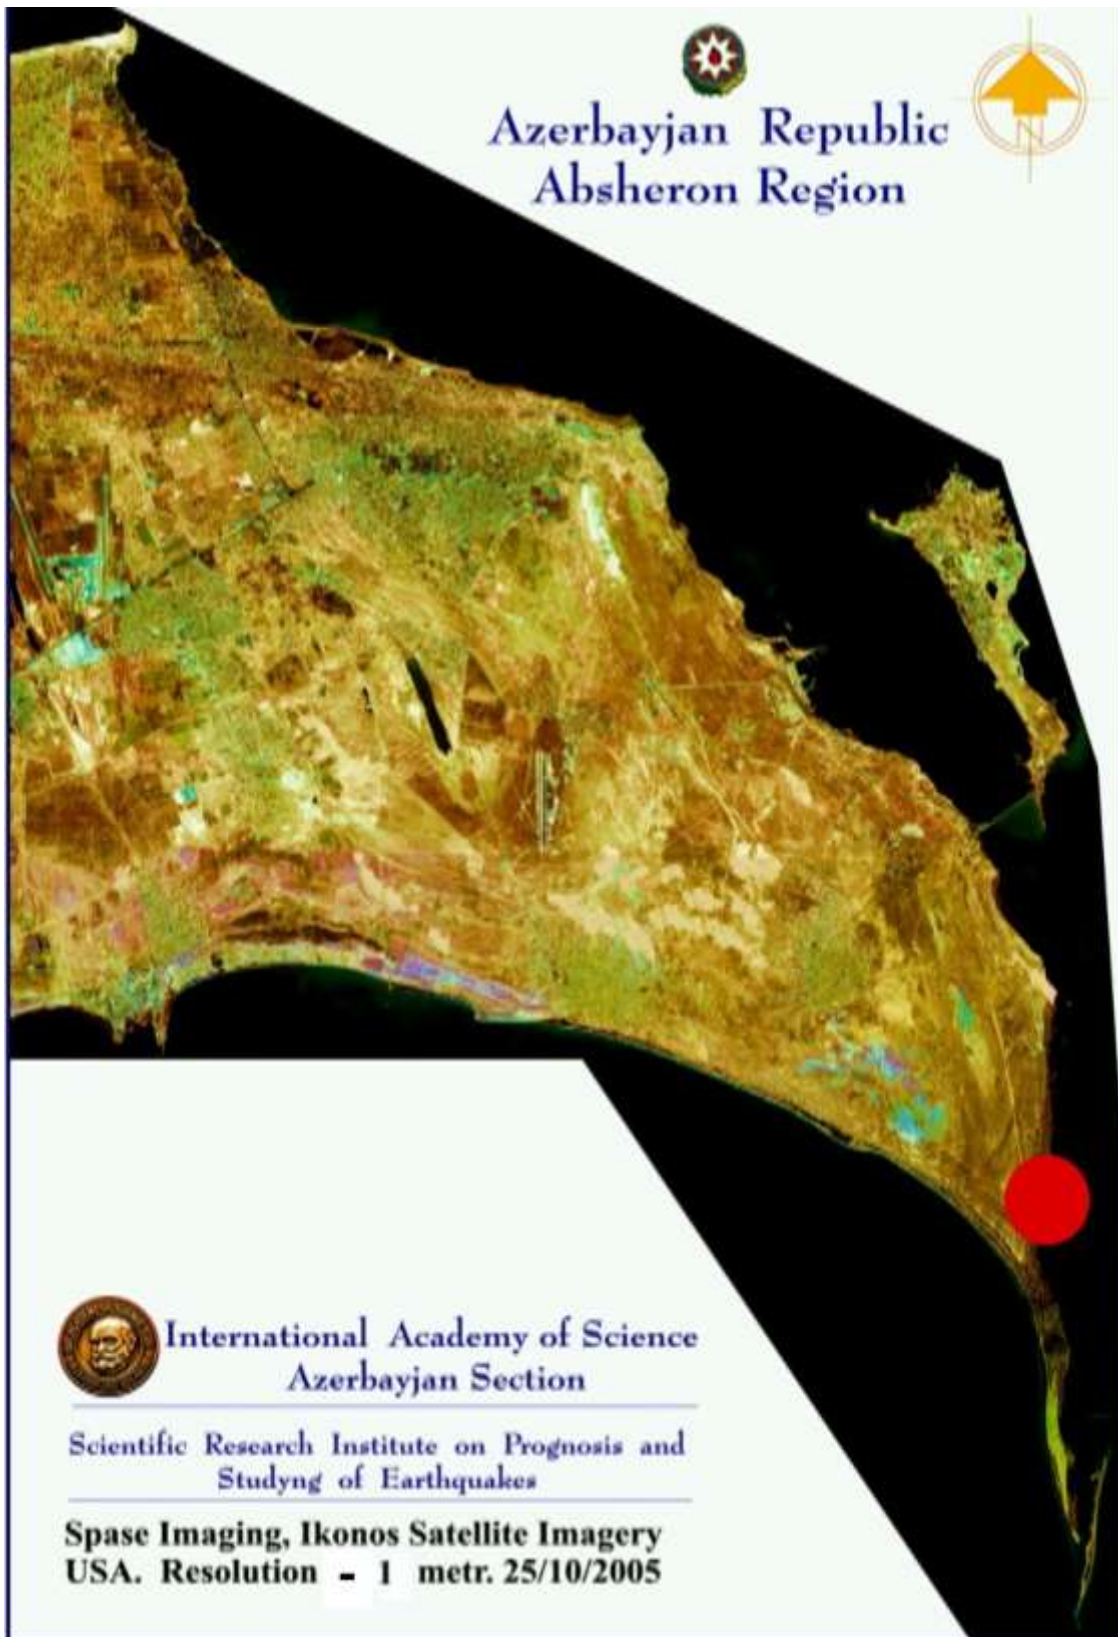 Azerbayjan Republic
Absheron Region
N
International Academy of Science
Azerbayjan Section
Scientific Research Institute on Prognosis and
Studyng of Earthquakes
Spase Imaging, Ikonos Satellite Imagery
USA. Resolution - 1 metr. 25/10/2005